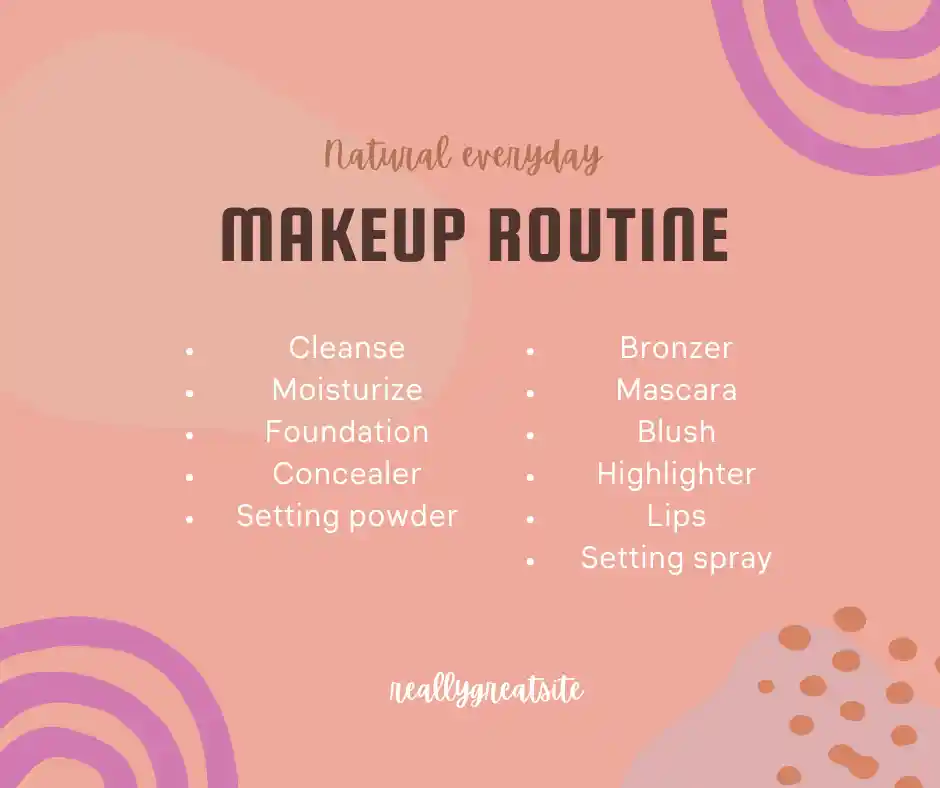 Natural everyday
MAKEUP ROUTINE
• Cleanse
• Moisturize
• Foundation
• Concealer
• Setting powder
• Bronzer
• Mascara
• Blush
• Highlighter
• Lips
• Setting spray
reallygreatsite